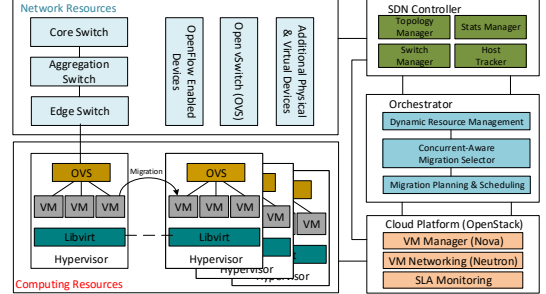 Network Resources
Core Switch
Aggregation
Switch
Edge Switch
OpenFlow Enabled
Devices
Open vSwitch (OVS)
Additional Physical
& Virtual Devices
SDN Controller
Topology
Manager
Stats Manager
Switch
Manager
Host
Tracker
Orchestrator
Dynamic Resource Management
Concurrent-Aware
Migration Selector
Migration Planning & Scheduling
Cloud Platform (OpenStack)
VM Manager (Nova)
VM Networking (Neutron)
SLA Monitoring
OVS
VM VM VM
Libvirt
Hypervisor
Migration
OVS
VM VM VM
Libvirt
Hypervisor
VM
Hypervisor
VM
Hypervisor
Computing Resources